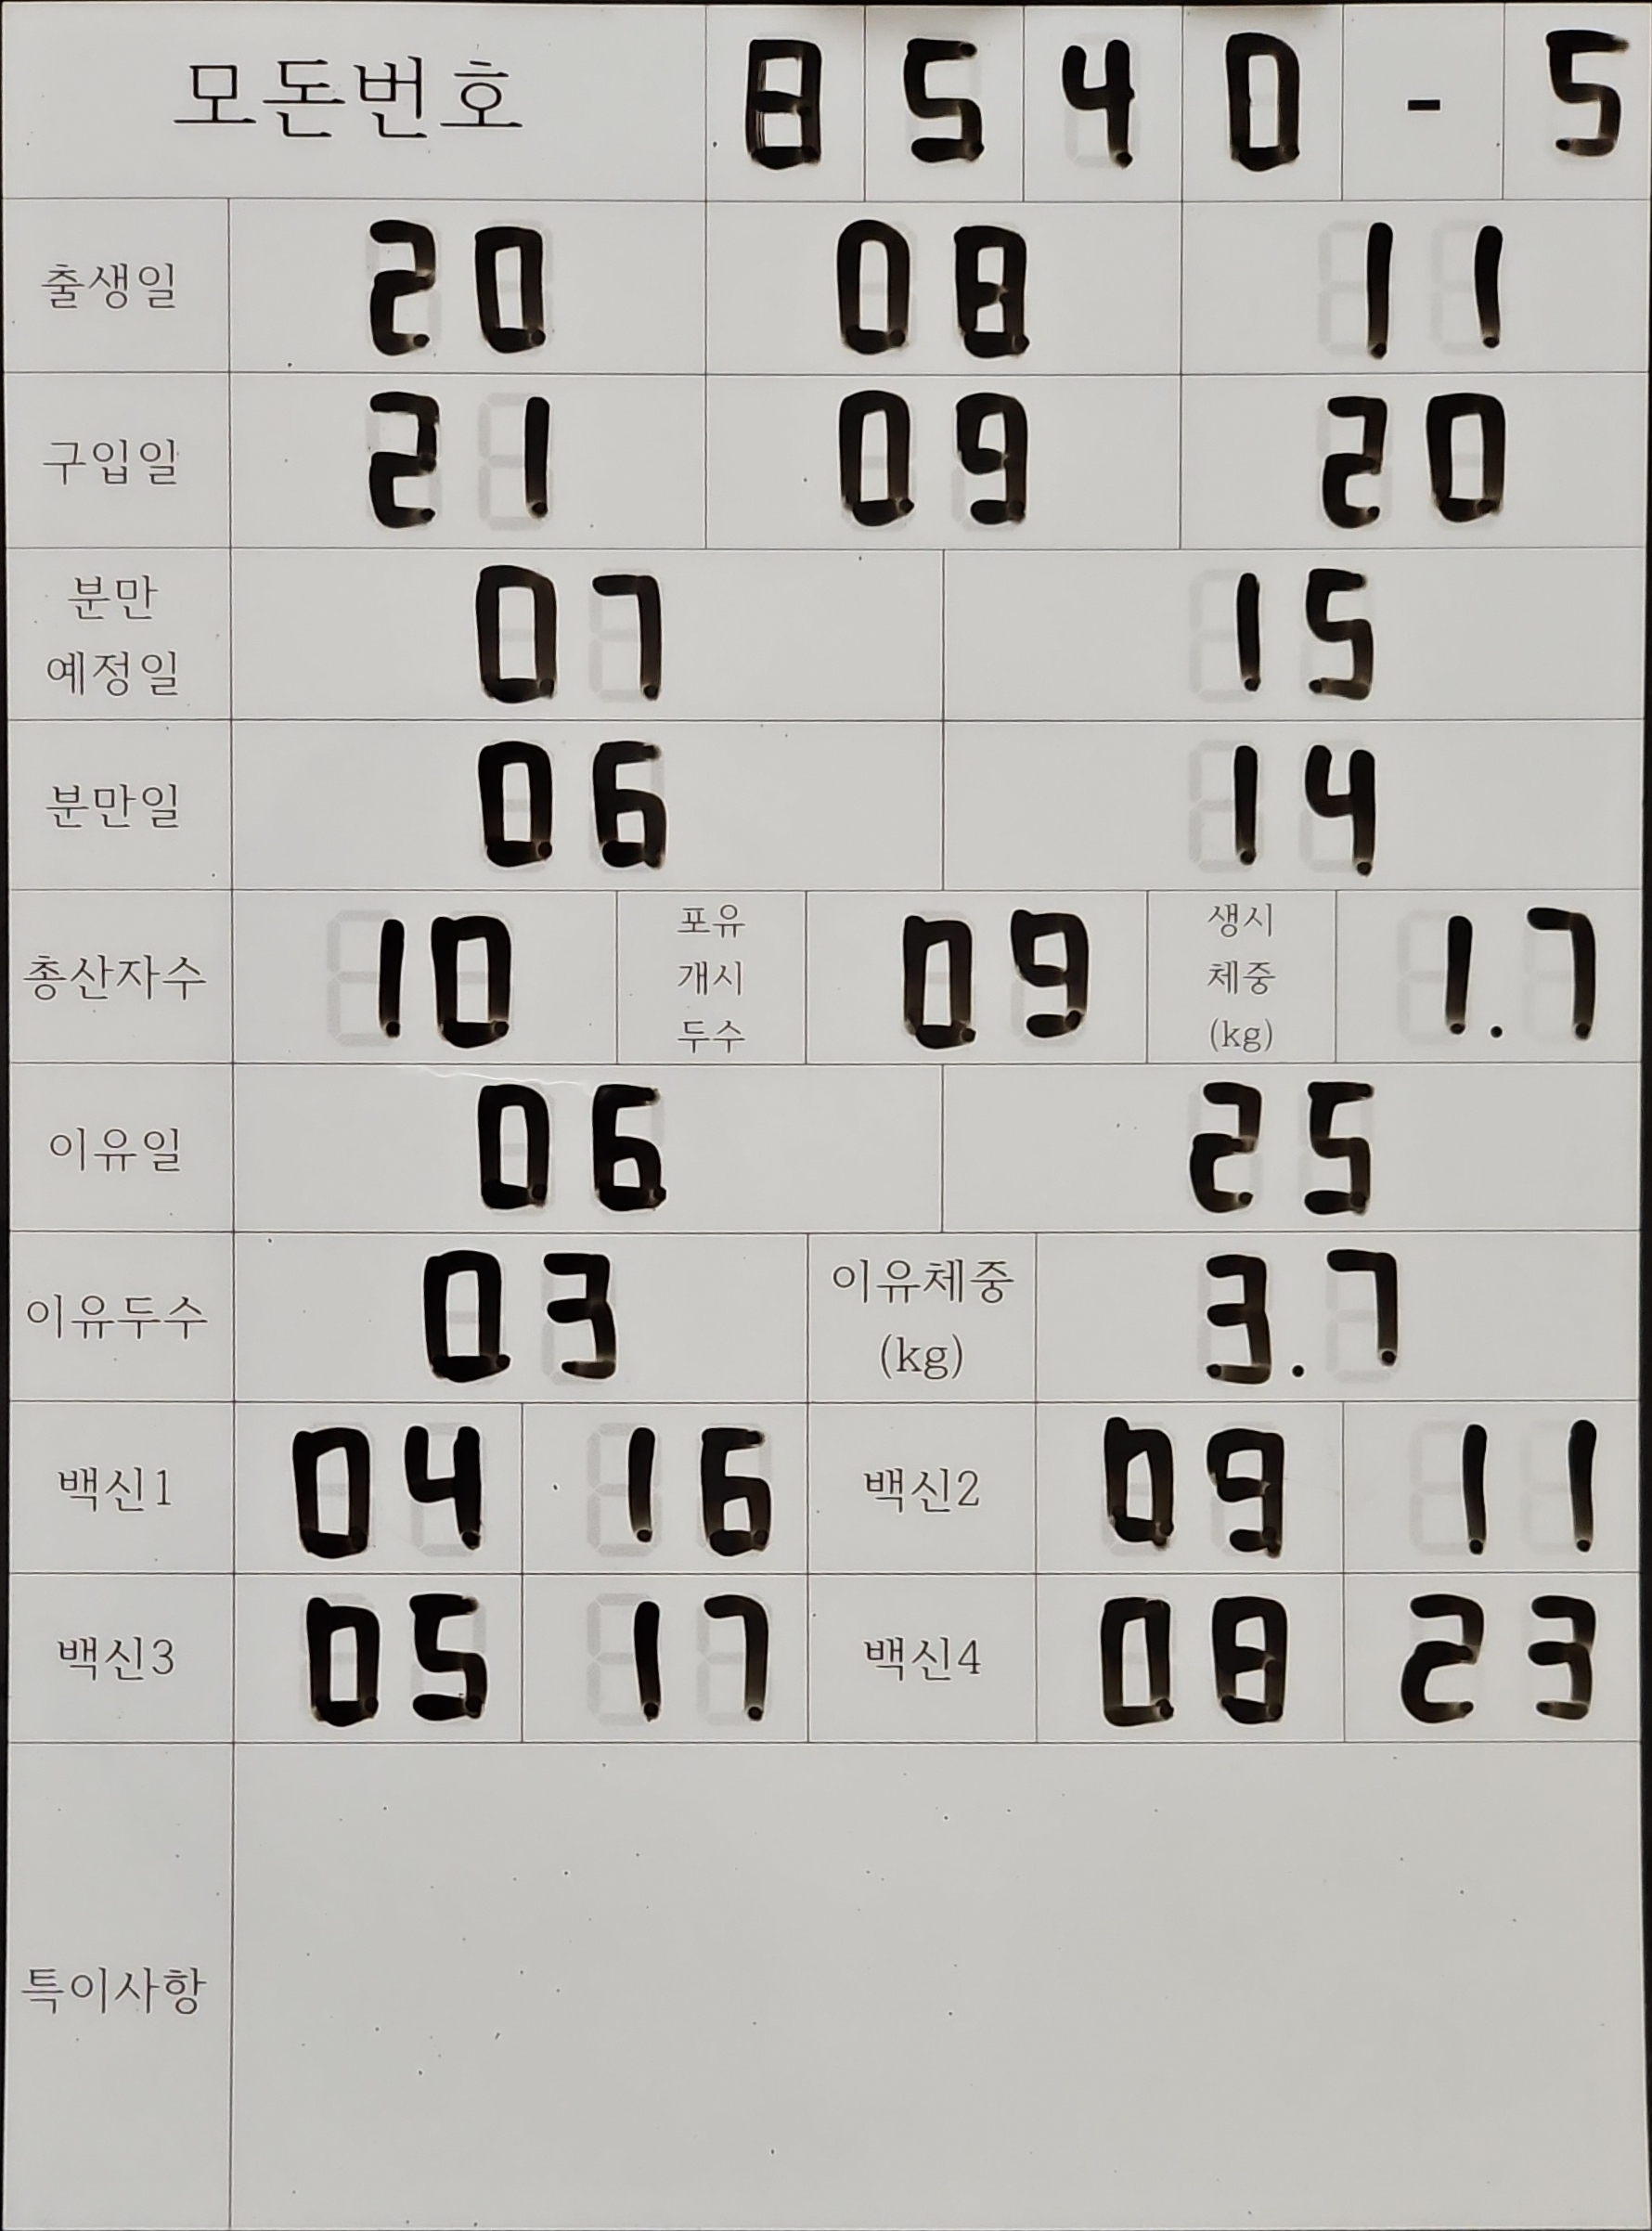 모돈번호 8 5 4 0 - 5
출생일 20 08 11
구입일 21 09 20
분만 예정일 07 15
분만일 06 14
총산자수 10 포유 개시 두수 09 생시 체중 (kg) 1.7
이유일 06 25
이유두수 03 이유체중 (kg) 3.7
백신1 04 16 백신2 09 11
백신3 05 17 백신4 08 23
특이사항